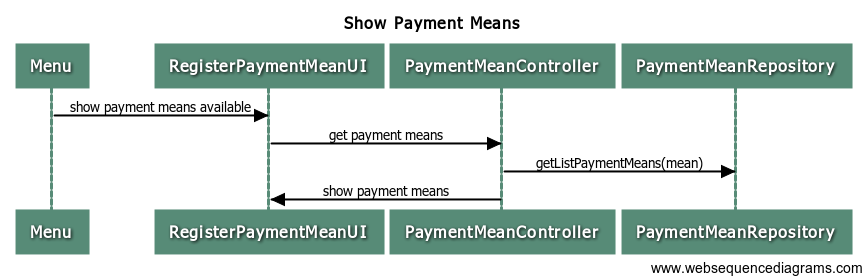 Show Payment Means
Menu RegisterPaymentMeanUI PaymentMeanController PaymentMeanRepository
show payment means available
get payment means
getListPaymentMeans(mean)
show payment means
Menu RegisterPaymentMeanUI PaymentMeanController PaymentMeanRepository
www.websequencediagrams.com